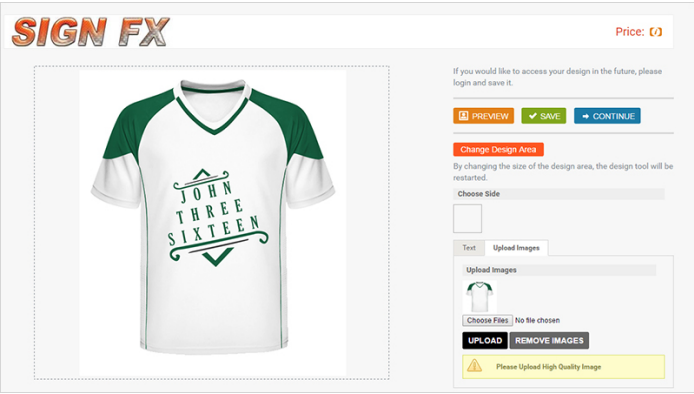 SIGN FX
Price:
If you would like to access your design in the future, please
login and save it.
PREVIEW
SAVE
CONTINUE
Change Design Area
By changing the size of the design area, the design tool will be
restarted.
Choose Side
Text
Upload Images
Upload Images
Choose Files No file chosen
UPLOAD
REMOVE IMAGES
Please Upload High Quality Image
JOHN
THREE
SIXTEEN